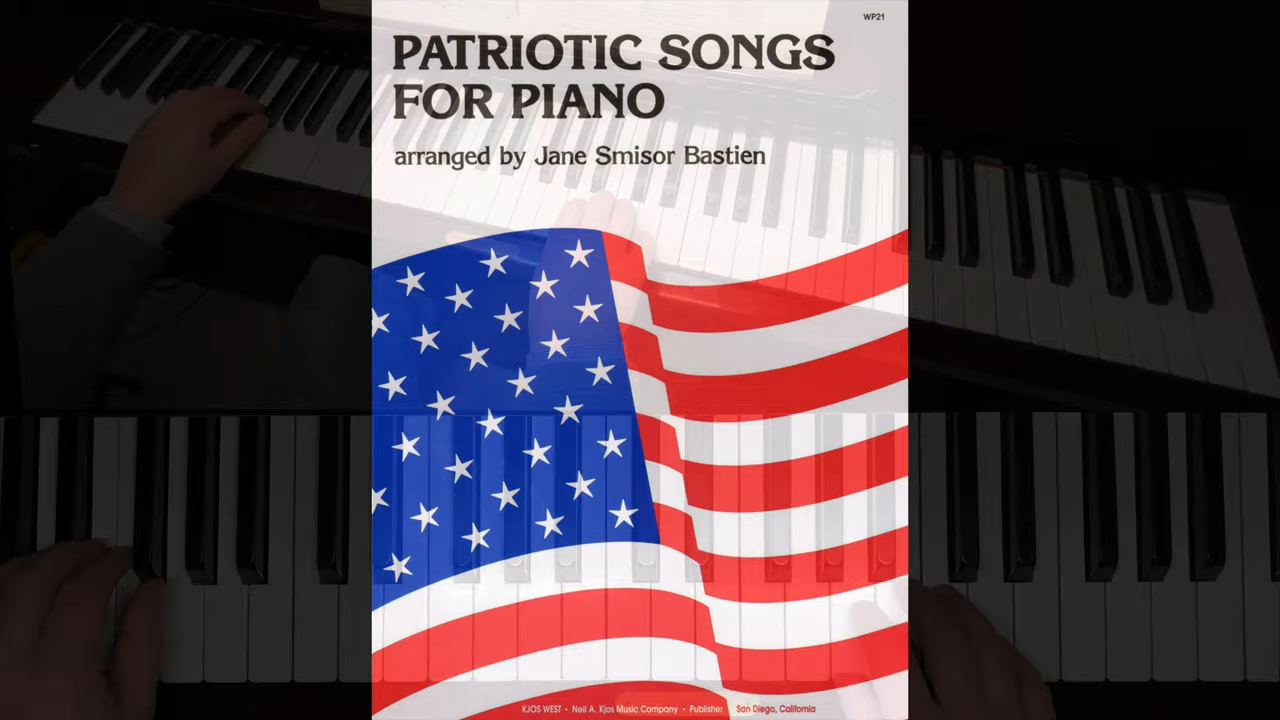 WP21
PATRIOTIC SONGS
FOR PIANO
arranged by Jane Smisor Bastien
KJOS WEST • Neil A. Kjos Music Company • Publisher San Diego, California